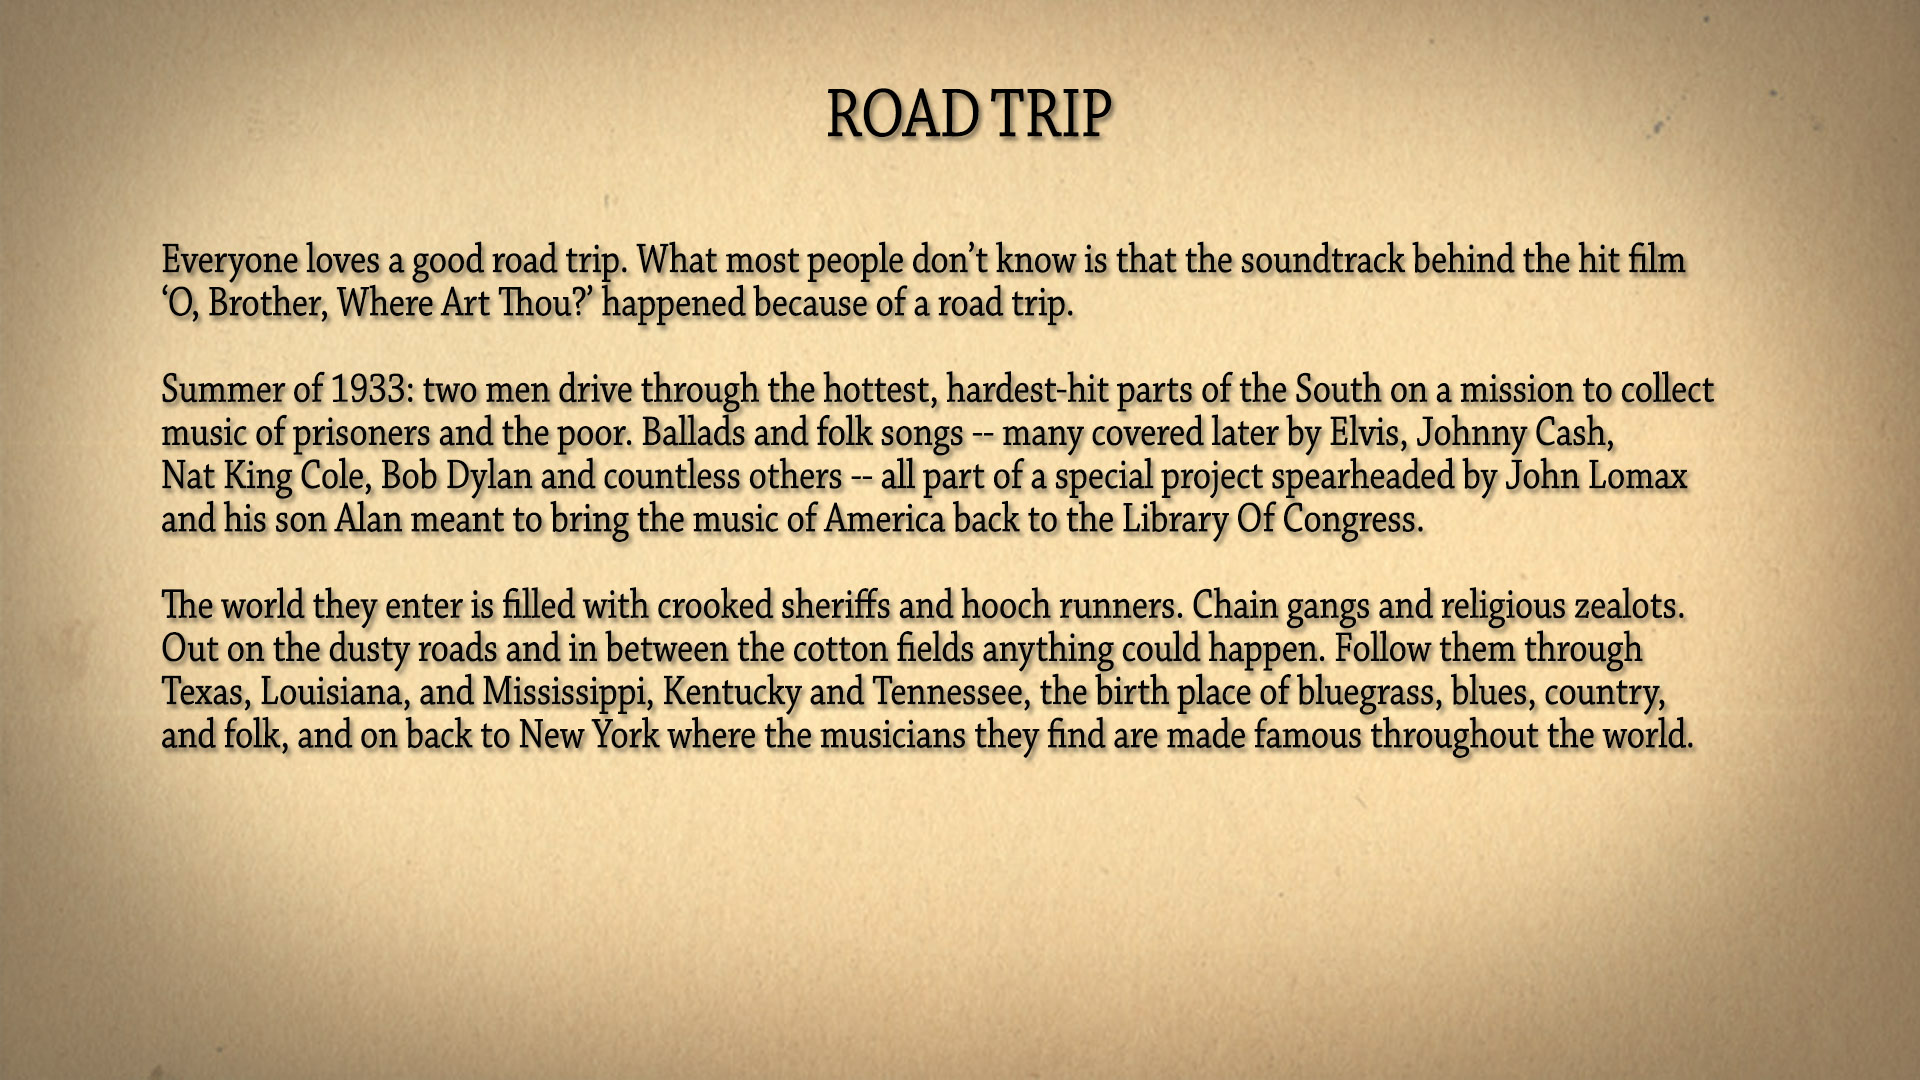 ROAD TRIP
Everyone loves a good road trip. What most people don’t know is that the soundtrack behind the hit film
‘O, Brother, Where Art Thou?’ happened because of a road trip.
Summer of 1933: two men drive through the hottest, hardest-hit parts of the South on a mission to collect
music of prisoners and the poor. Ballads and folk songs -- many covered later by Elvis, Johnny Cash,
Nat King Cole, Bob Dylan and countless others -- all part of a special project spearheaded by John Lomax
and his son Alan meant to bring the music of America back to the Library Of Congress.
The world they enter is filled with crooked sheriffs and hooch runners. Chain gangs and religious zealots.
Out on the dusty roads and in between the cotton fields anything could happen. Follow them through
Texas, Louisiana, and Mississippi, Kentucky and Tennessee, the birth place of bluegrass, blues, country,
and folk, and on back to New York where the musicians they find are made famous throughout the world.